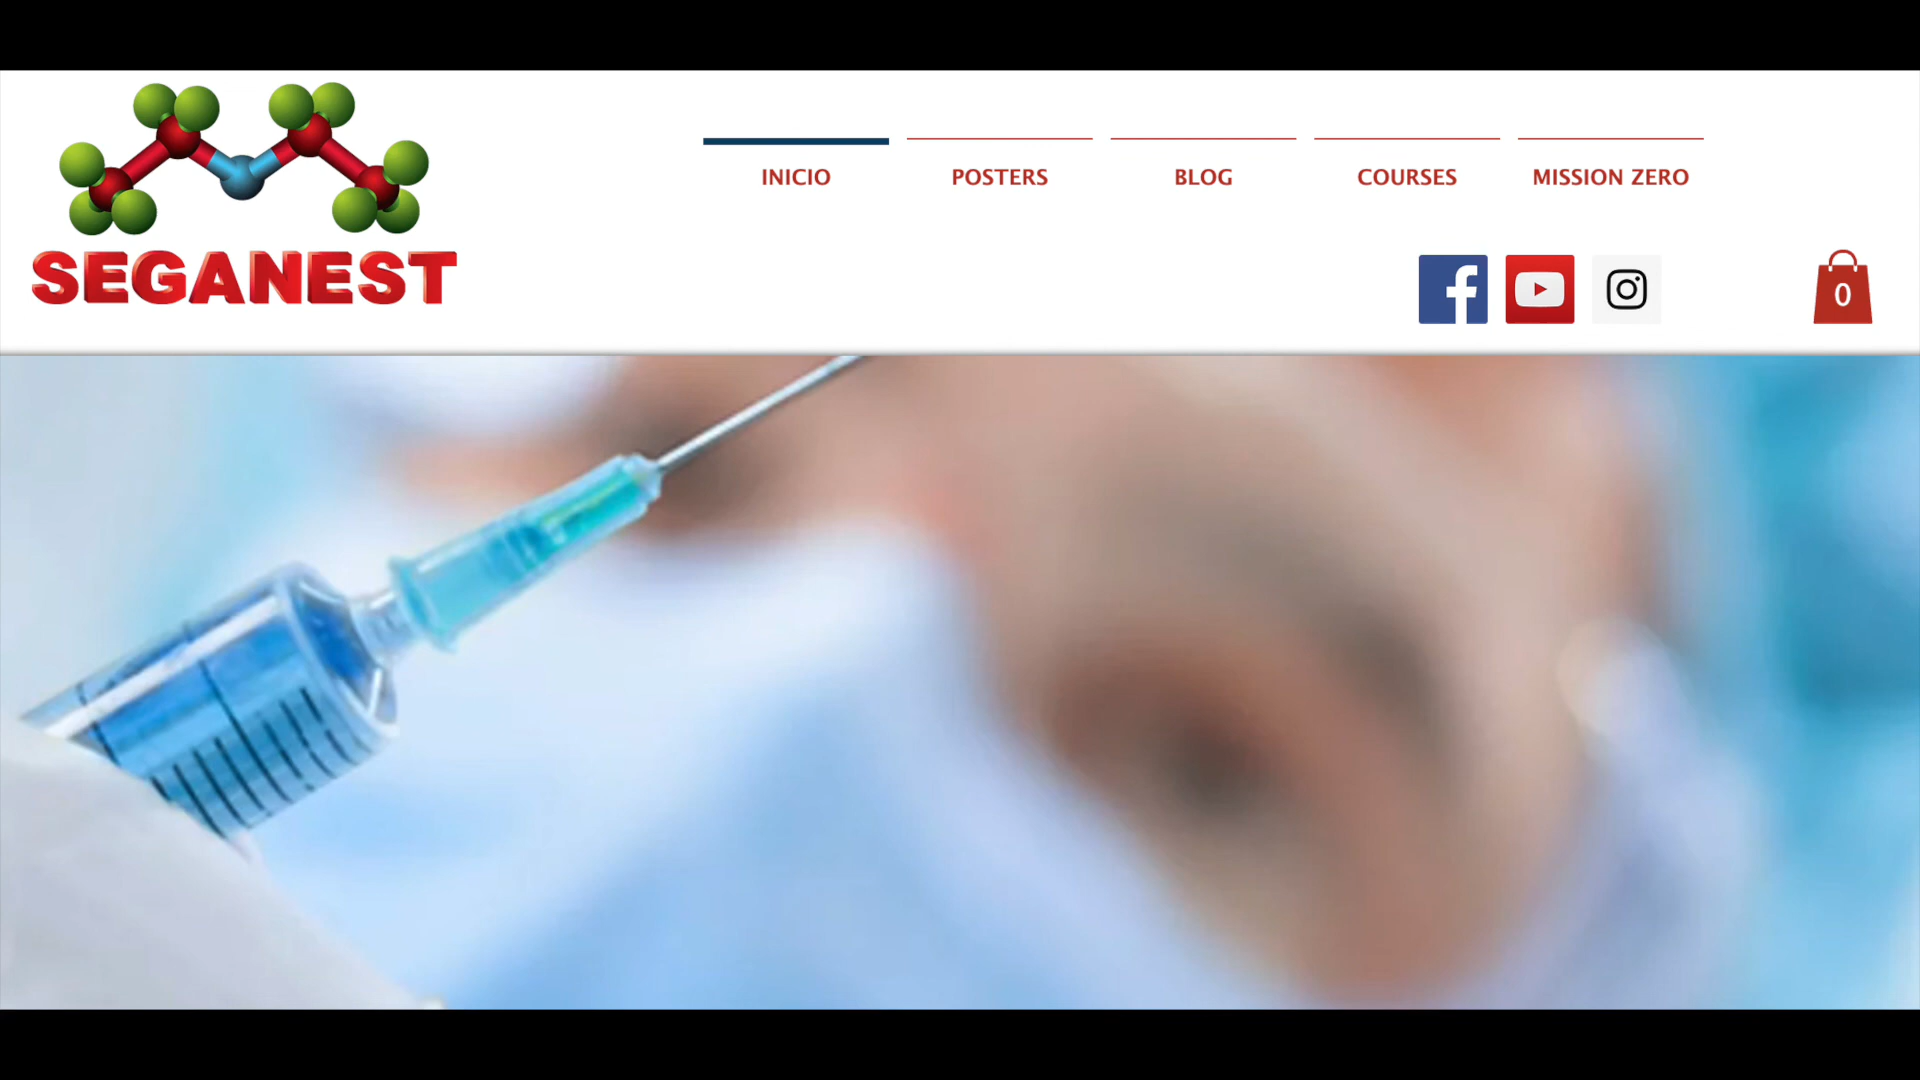 SEGANEST
INICIO
POSTERS
BLOG
COURSES
MISSION ZERO
0